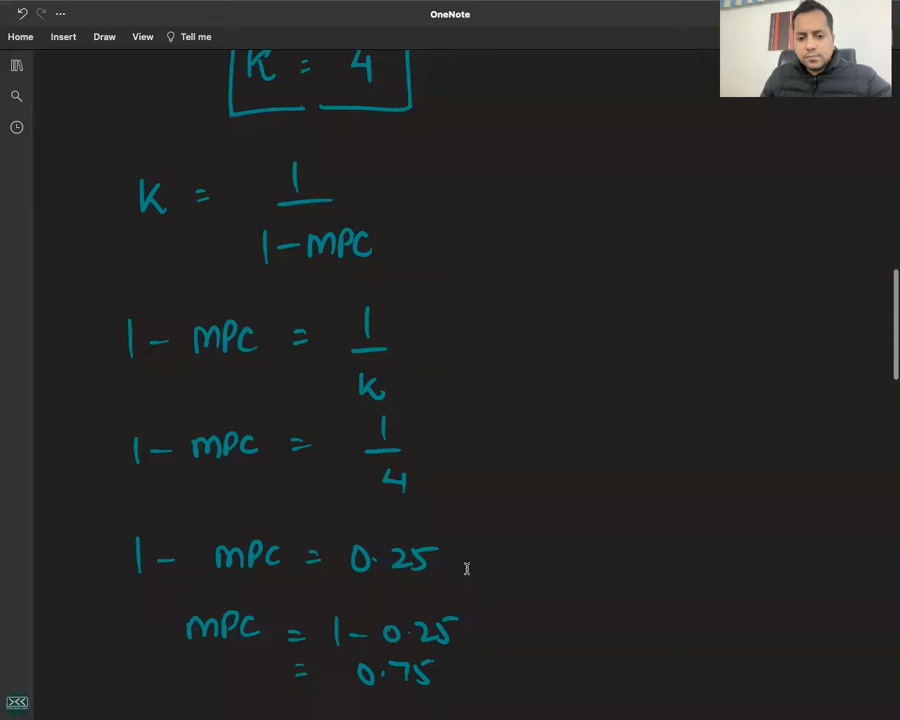 OneNote
Home Insert Draw View Tell me
K = 4
K = 1 / 1 - MPC
1 - MPC = 1 / K
1 - MPC = 1 / 4
1 - MPC = 0.25
MPC = 1 - 0.25
= 0.75